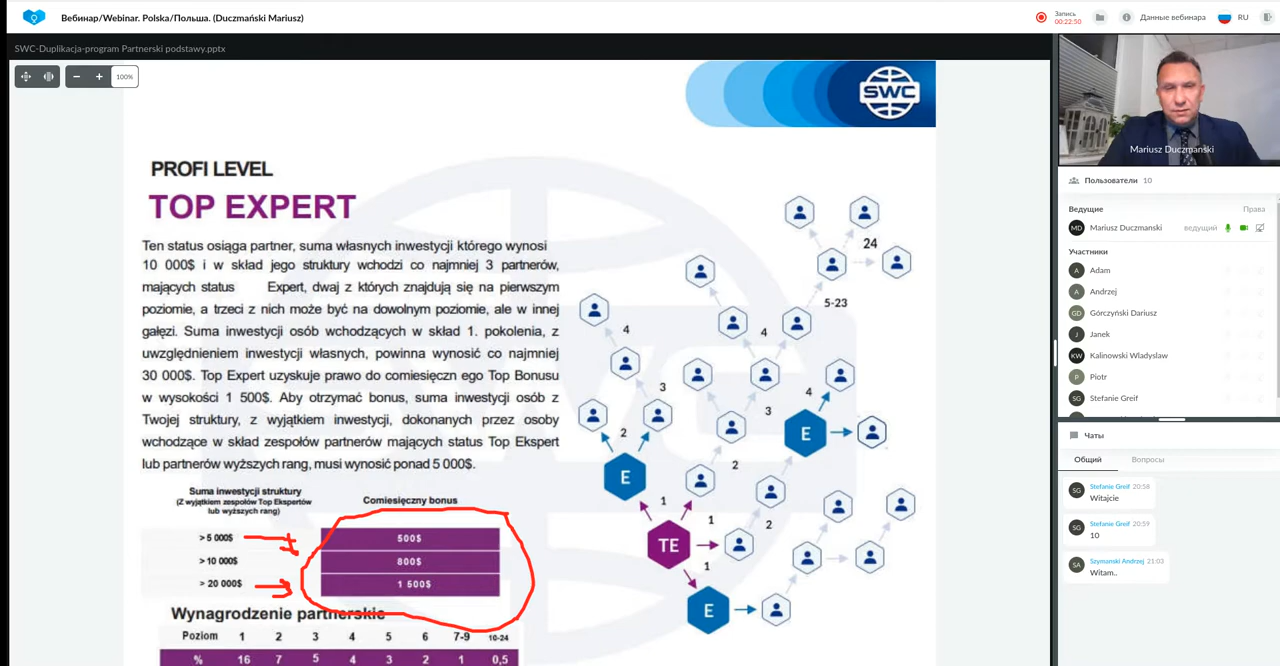 Вебинар/Webinar. Polska/Польша. (Duczmański Mariusz)
Запись
00:22:50
Данные вебинара
RU
SWC-Duplikacja-program Partnerski podstawy.pptx
100%
SWC
PROFI LEVEL
TOP EXPERT
Ten status osiąga partner, suma własnych inwestycji którego wynosi
10 000$ i w skład jego struktury wchodzi co najmniej 3 partnerów,
mających status Expert, dwaj z których znajdują się na pierwszym
poziomie, a trzeci z nich może być na dowolnym poziomie, ale w innej
gałęzi. Suma inwestycji osób wchodzących w skład 1. pokolenia, z
uwzględnieniem inwestycji własnych, powinna wynosić co najmniej
30 000$. Top Expert uzyskuje prawo do comiesięczn ego Top Bonusu
w wysokości 1 500$. Aby otrzymać bonus, suma inwestycji osób z
Twojej struktury, z wyjątkiem inwestycji, dokonanych przez osoby
wchodzące w skład zespołów partnerów mających status Top Ekspert
lub partnerów wyższych rang, musi wynosić ponad 5 000$.
Suma inwestycji struktury
(Z wyjątkiem zespołów Top Ekspertów
lub wyższych rang)
Comiesięczny bonus
> 5 000$ 500$
> 10 000$ 800$
> 20 000$ 1 500$
Wynagrodzenie partnerskie
Poziom 1 2 3 4 5 6 7-9 10-24
% 16 7 5 4 3 2 1 0,5
24
5-23
4
4
3
4
3
E
2
E
2
1
1
2
TE
1
E
Mariusz Duczmański
Пользователи 10
Ведущие Права
MD Mariusz Duczmanski ведущий
Участники
A Adam
A Andrzej
GD Górczyński Dariusz
J Janek
KW Kalinowski Wladyslaw
P Piotr
SG Stefanie Greif
Чаты
Общий Вопросы
SG Stefanie Greif 20:58
Witajcie
SG Stefanie Greif 20:59
10
SA Szymanski Andrzej 21:03
Witam..